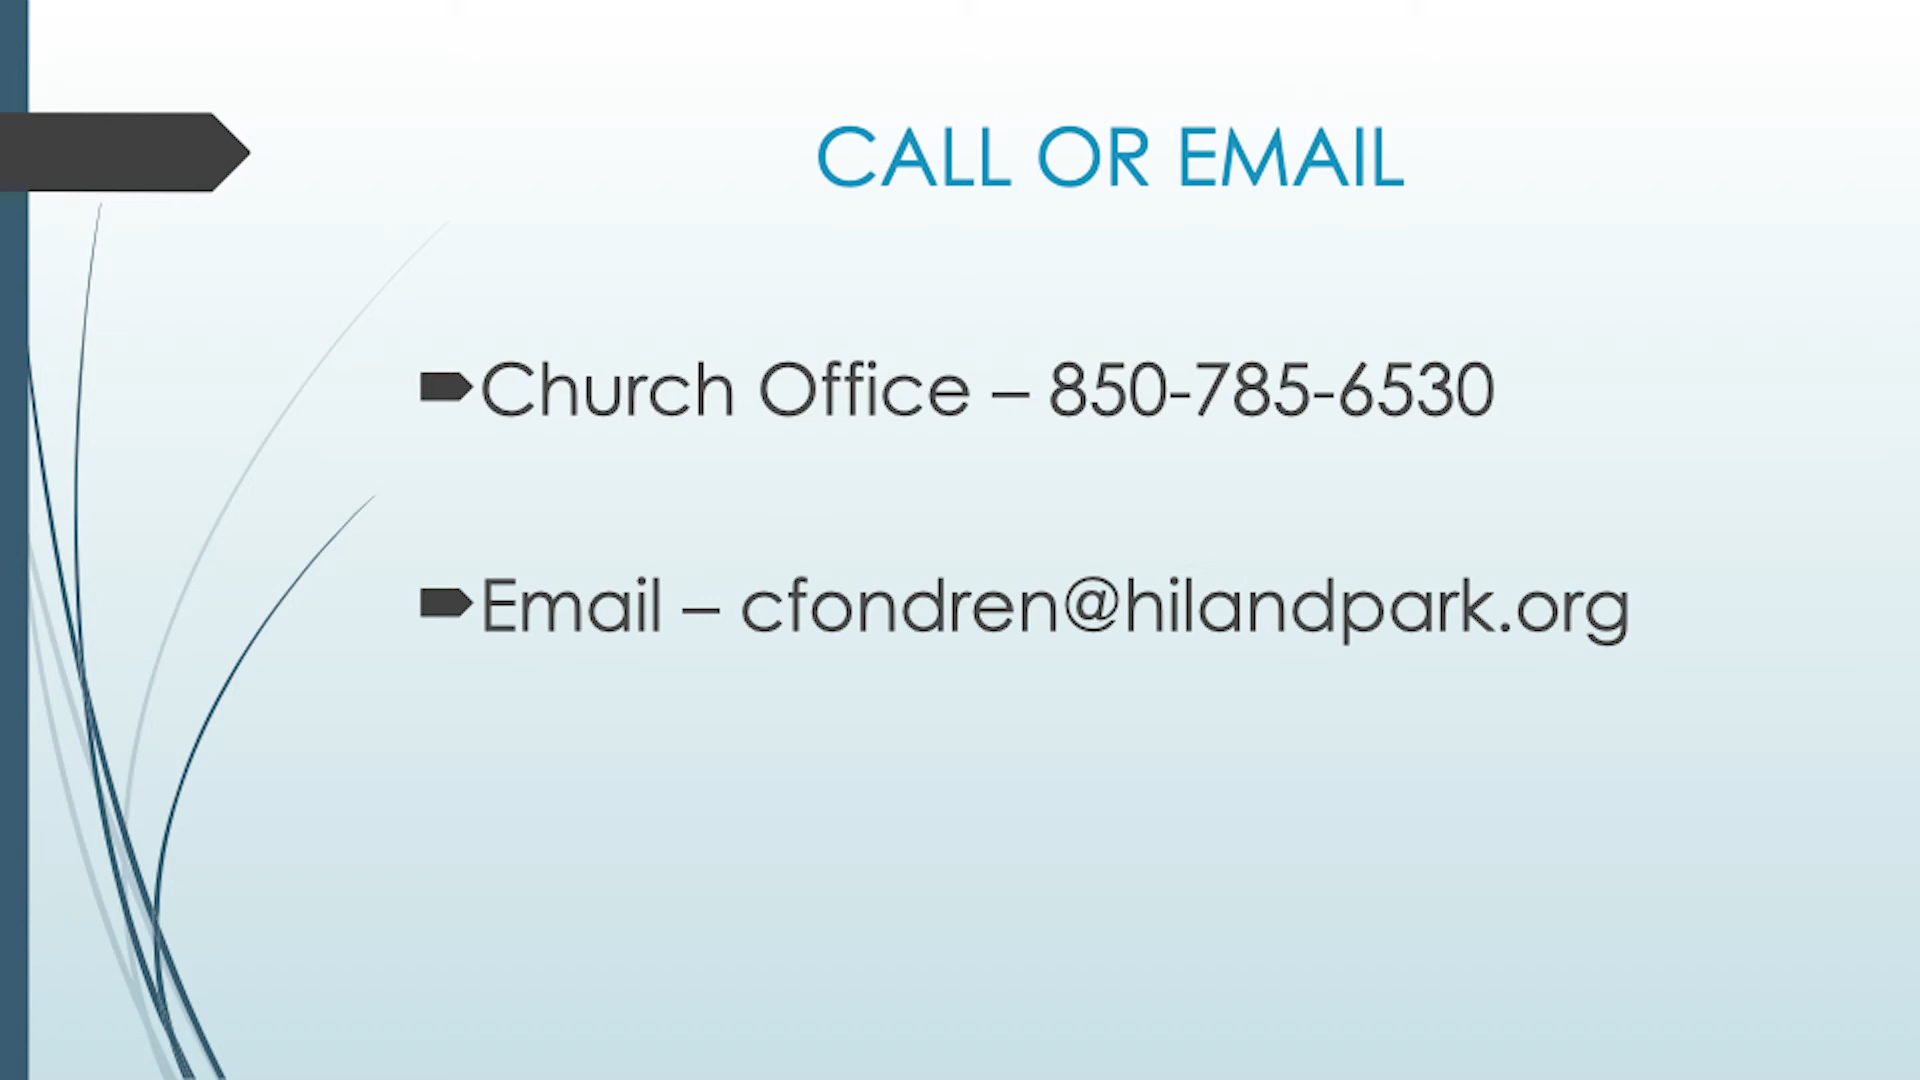 CALL OR EMAIL
Church Office – 850-785-6530
Email – cfondren@hilandpark.org